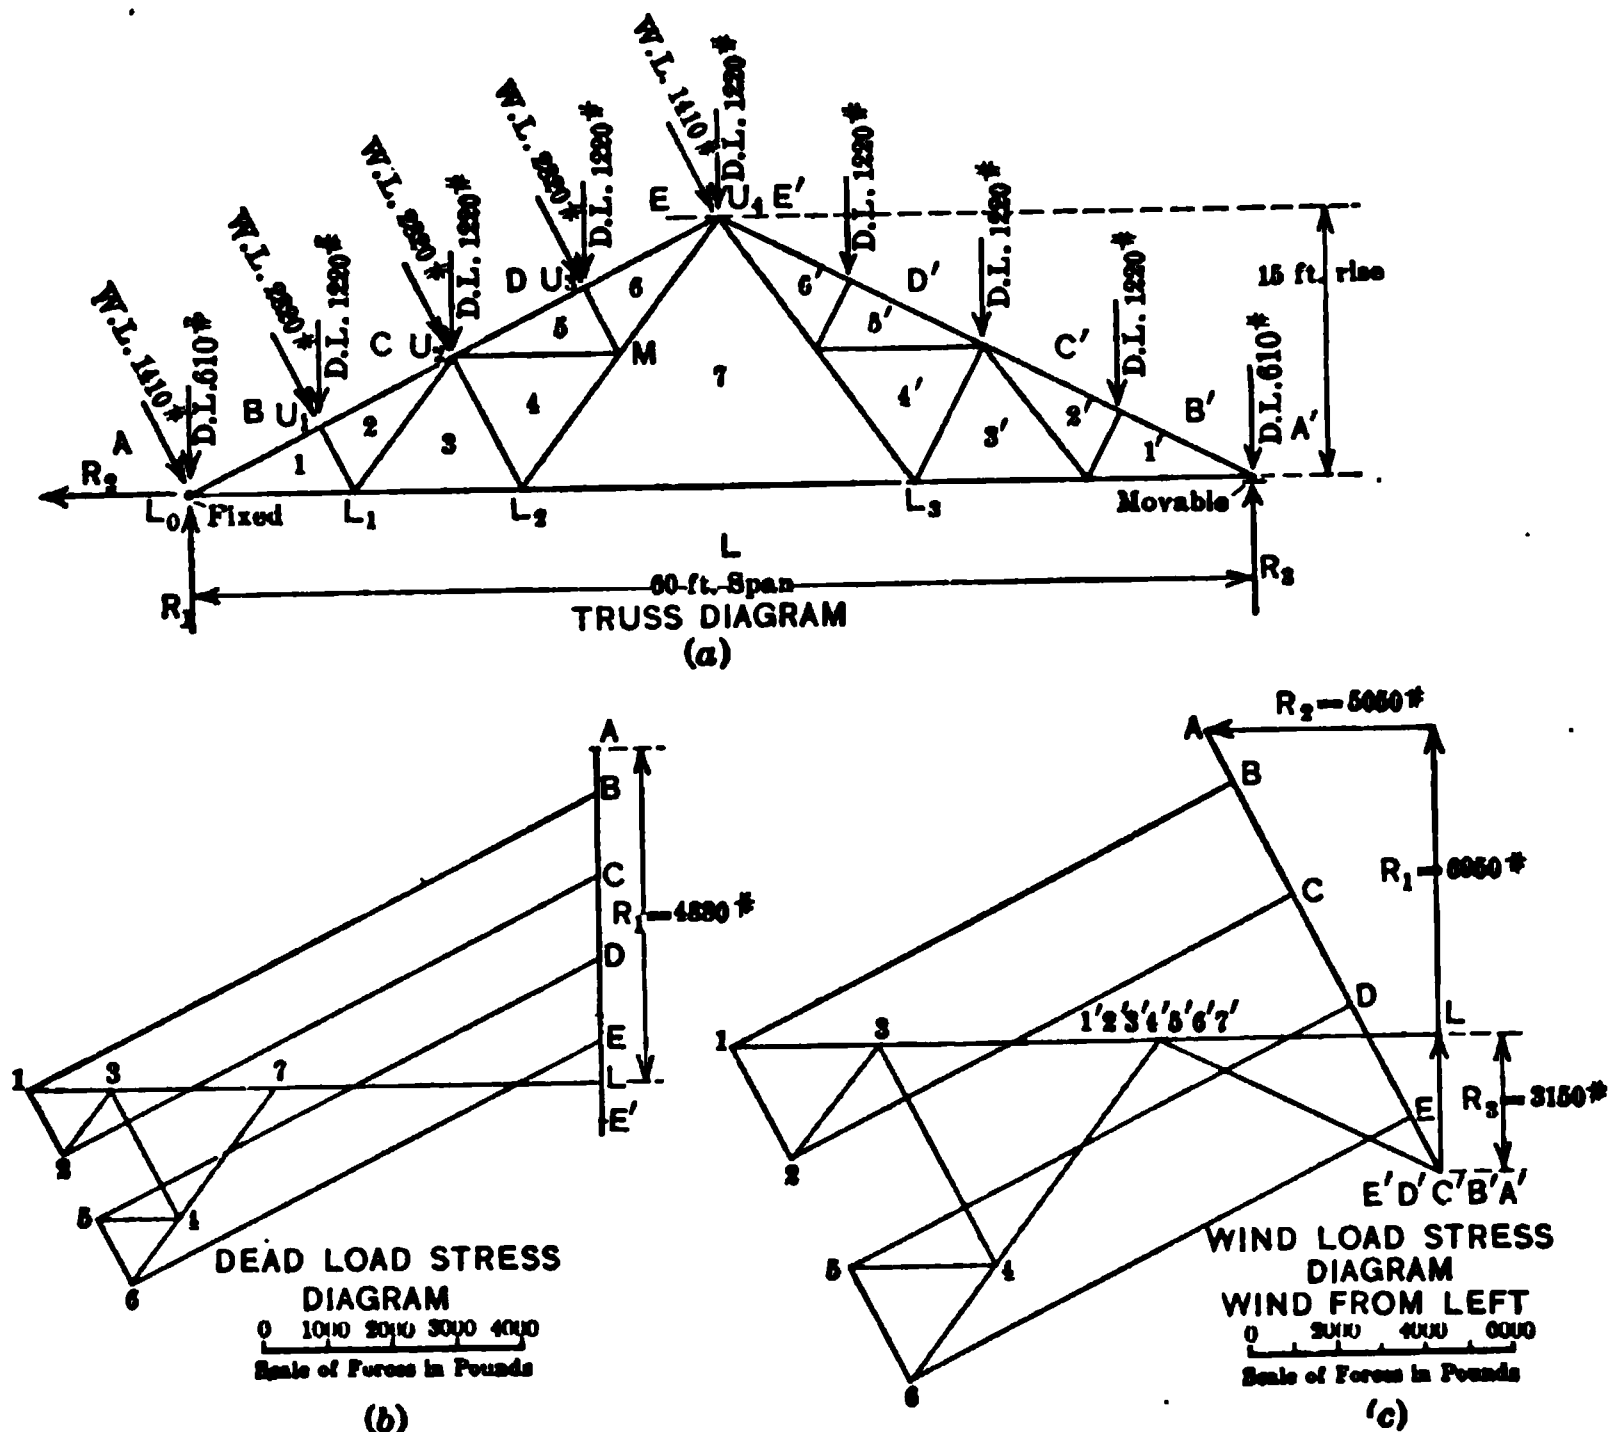 W.L. 1410#
D.L. 610#
W.L. 2820#
D.L. 1220#
W.L. 2820#
D.L. 1220#
W.L. 2820#
D.L. 1220#
W.L. 1410#
D.L. 1220#
D.L. 1220#
D.L. 1220#
D.L. 1220#
D.L. 610#
A
B U1
C U2
D U3
E U4 E'
D'
C'
B'
A'
1
2
3
4
5
6
7
6'
5'
4'
3'
2'
1'
M
15 ft. rise
R2
L0 Fixed
L1
L2
L3
Movable
L
R1
60-ft. Span
R3
TRUSS DIAGRAM
(a)
A
B
C
R1=4880#
D
E
L
E'
1
3
7
2
5
4
6
DEAD LOAD STRESS
DIAGRAM
0 1000 2000 3000 4000
Scale of Forces in Pounds
(b)
R2=5050#
A
B
R1=6950#
C
D
L
1
3
1'2'3'4'5'6'7'
E
R3=3150#
2
E'D'C'B'A'
5
4
6
WIND LOAD STRESS
DIAGRAM
WIND FROM LEFT
0 2000 4000 6000
Scale of Forces in Pounds
(c)